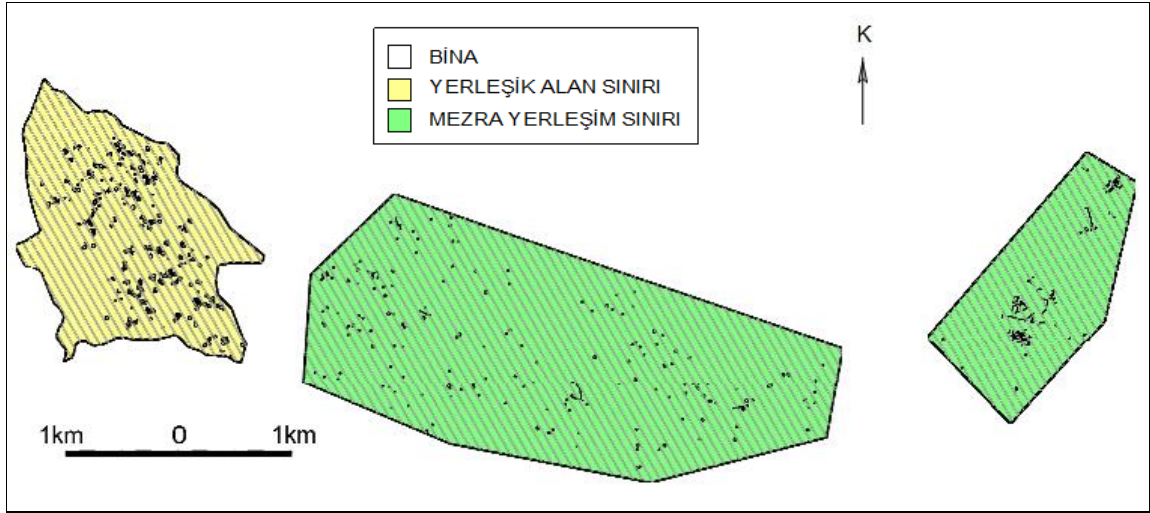 BİNA
YERLEŞİK ALAN SINIRI
MEZRA YERLEŞİM SINIRI
K
1km 0 1km